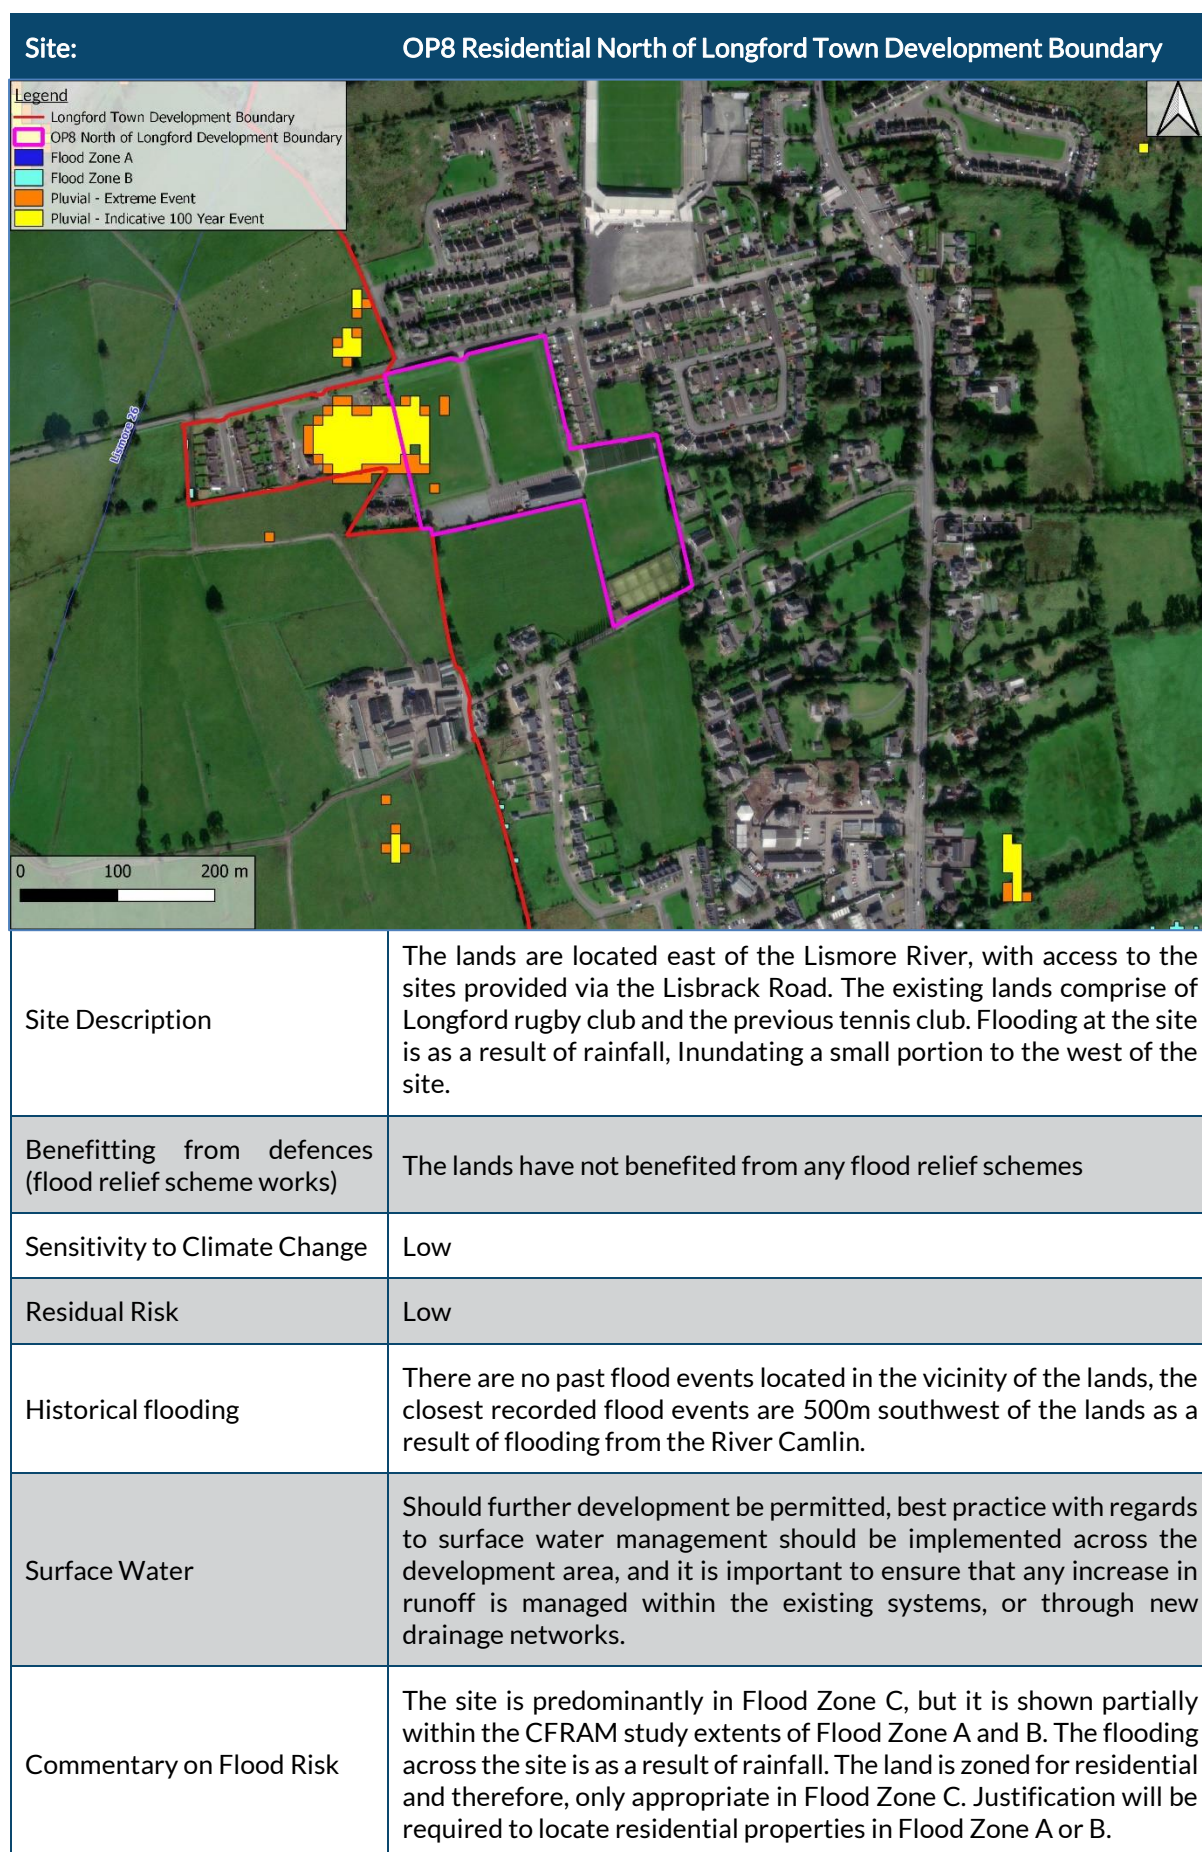 Site:
OP8 Residential North of Longford Town Development Boundary
Legend
Longford Town Development Boundary
OP8 North of Longford Development Boundary
Flood Zone A
Flood Zone B
Pluvial - Extreme Event
Pluvial - Indicative 100 Year Event
Lismore 26
0 100 200 m
Site Description
The lands are located east of the Lismore River, with access to the
sites provided via the Lisbrack Road. The existing lands comprise of
Longford rugby club and the previous tennis club. Flooding at the site
is as a result of rainfall, Inundating a small portion to the west of the
site.
Benefitting from defences
(flood relief scheme works)
The lands have not benefited from any flood relief schemes
Sensitivity to Climate Change
Low
Residual Risk
Low
Historical flooding
There are no past flood events located in the vicinity of the lands, the
closest recorded flood events are 500m southwest of the lands as a
result of flooding from the River Camlin.
Surface Water
Should further development be permitted, best practice with regards
to surface water management should be implemented across the
development area, and it is important to ensure that any increase in
runoff is managed within the existing systems, or through new
drainage networks.
Commentary on Flood Risk
The site is predominantly in Flood Zone C, but it is shown partially
within the CFRAM study extents of Flood Zone A and B. The flooding
across the site is as a result of rainfall. The land is zoned for residential
and therefore, only appropriate in Flood Zone C. Justification will be
required to locate residential properties in Flood Zone A or B.